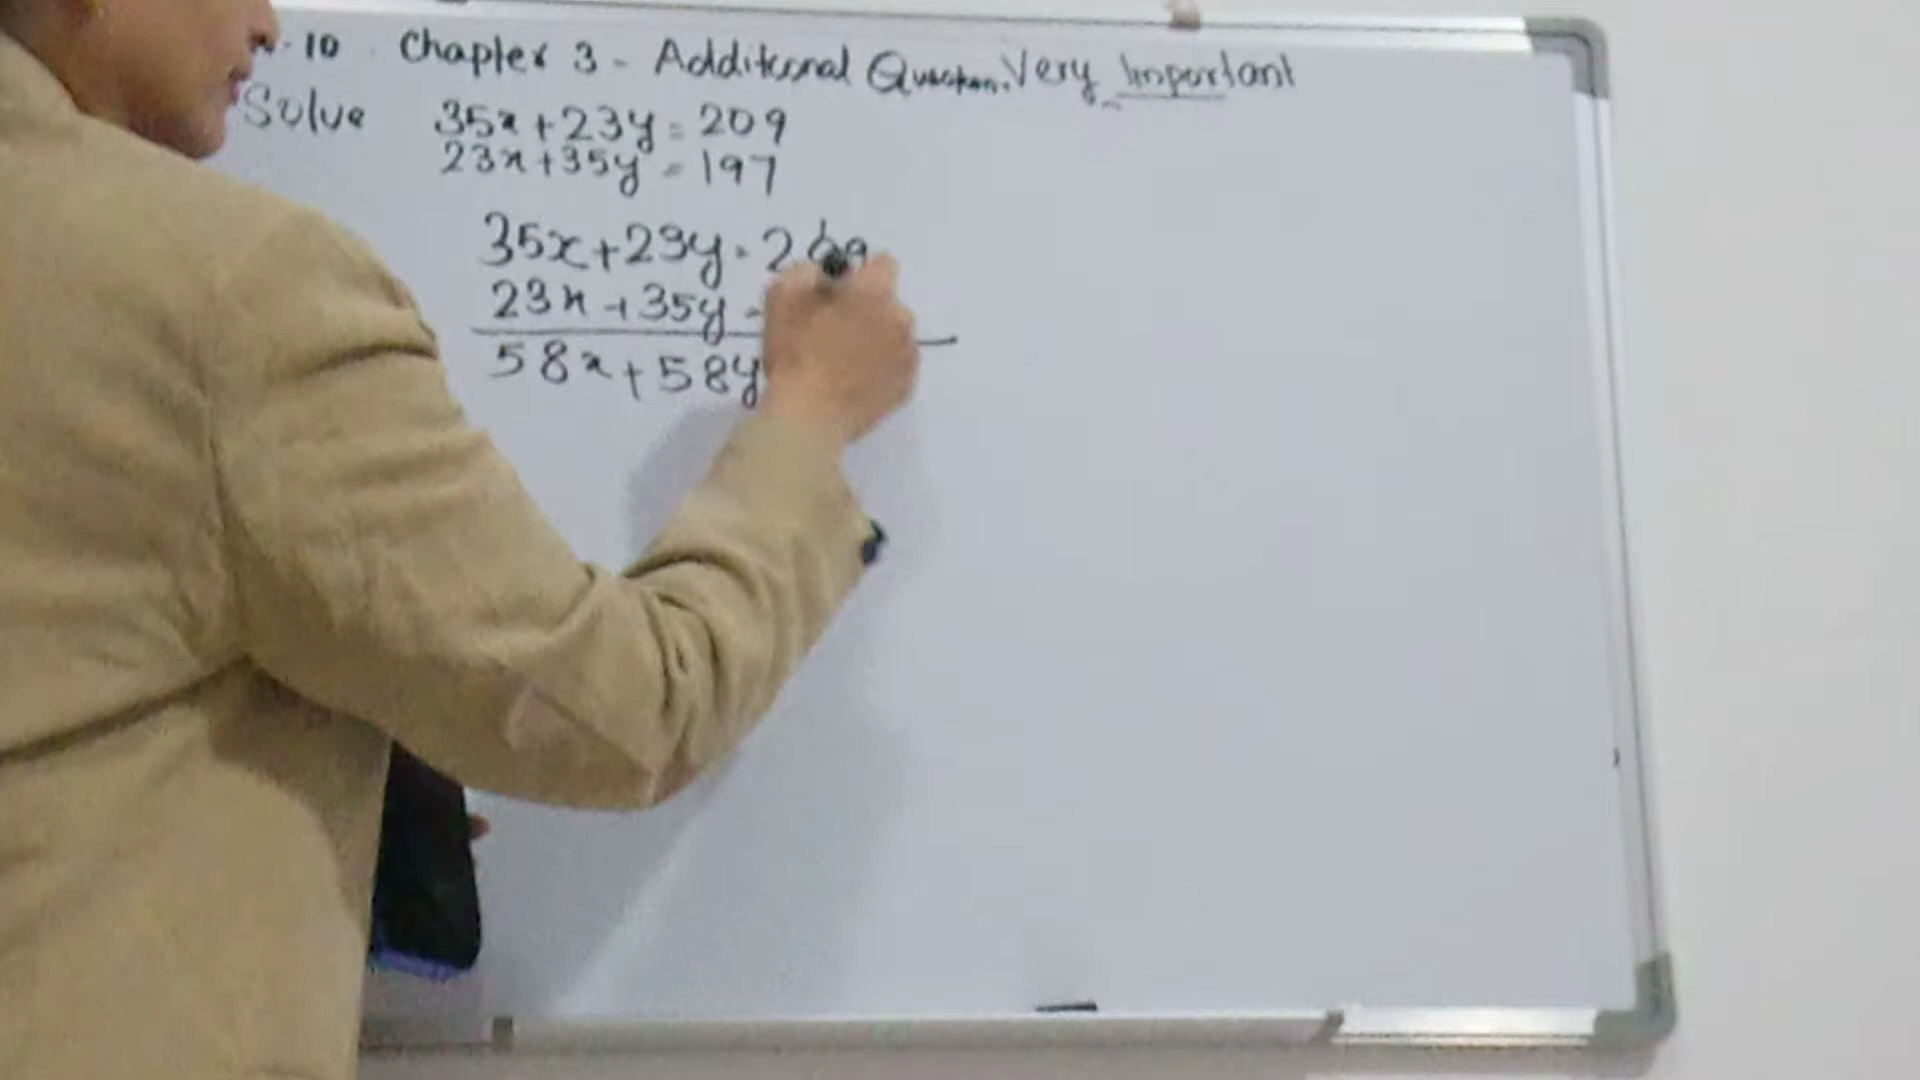 10 Chapter 3 - Additional Question. Very Important
Solve 35x + 23y = 209
23x + 35y = 197
35x + 23y = 209
23x + 35y =
58x + 58y